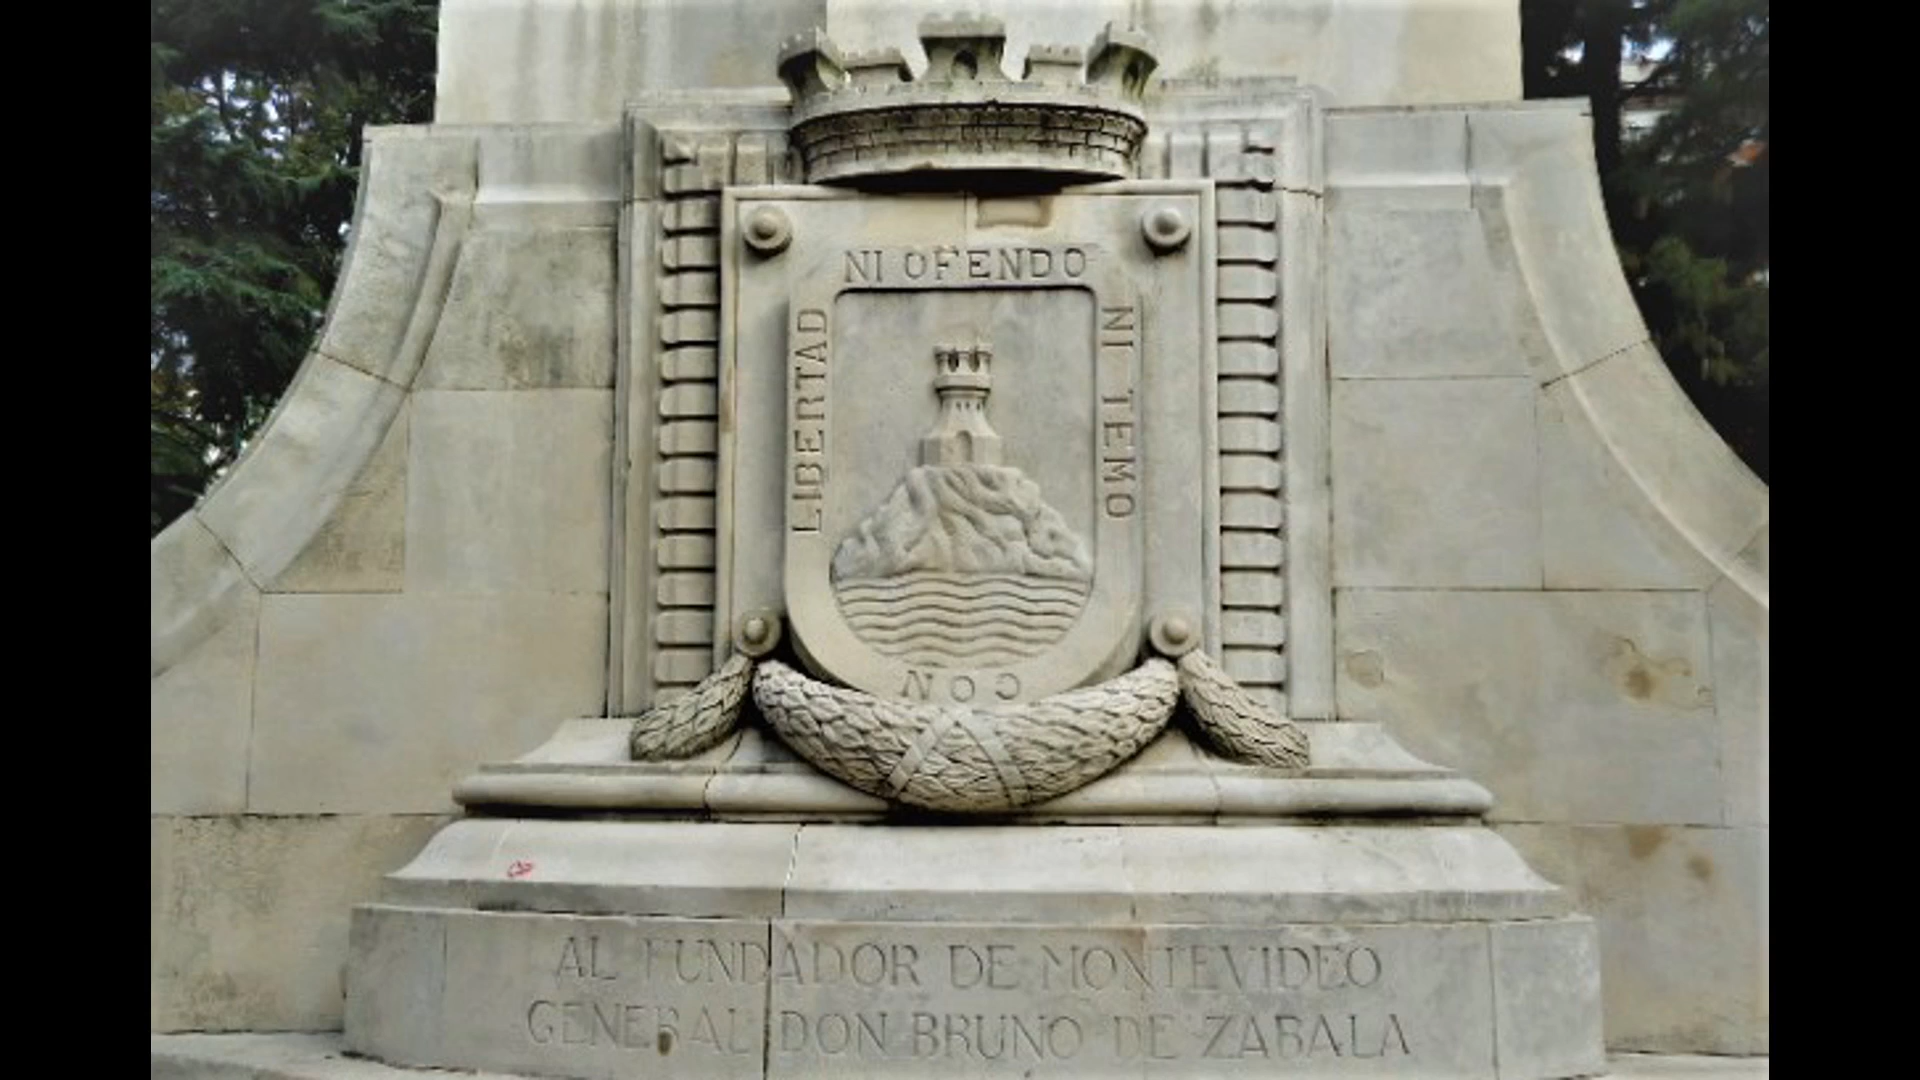 NI OFENDO
NI TEMO
CON
LIBERTAD
AL FUNDADOR DE MONTEVIDEO
GENERAL DON BRUNO DE ZABALA